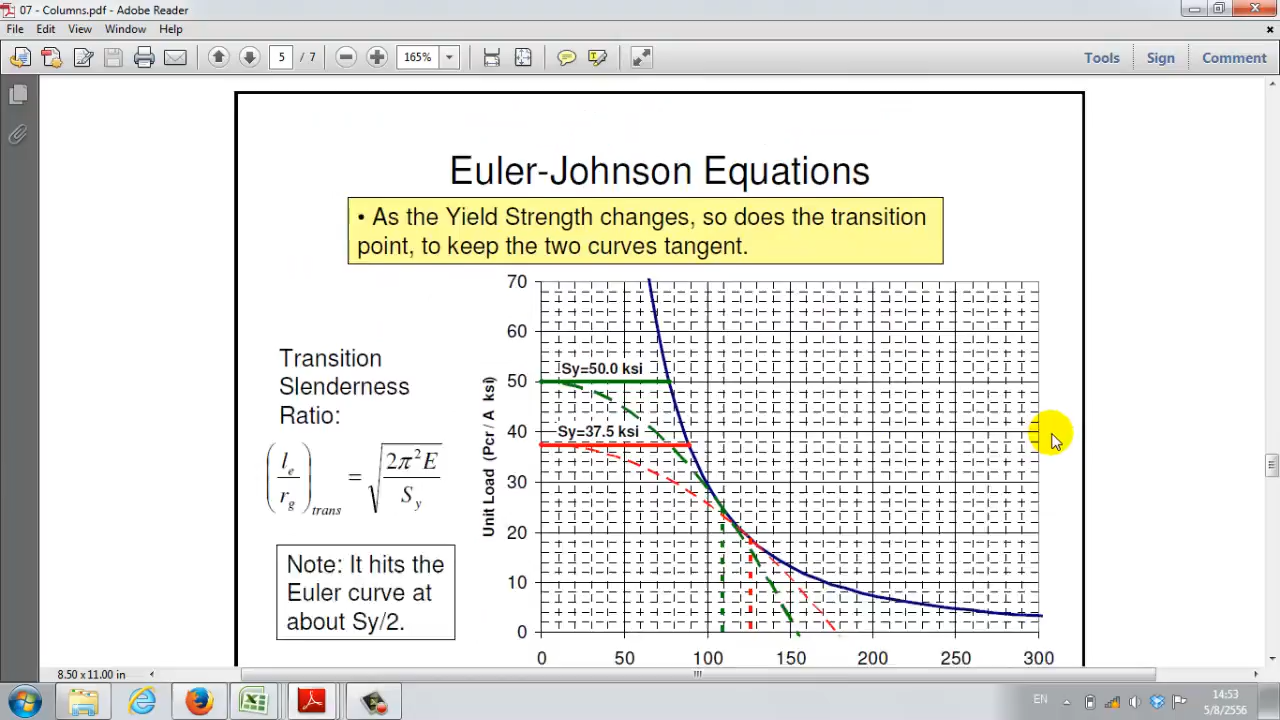 07 - Columns.pdf - Adobe Reader
File Edit View Window Help
5 / 7 165% Tools Sign Comment
Euler-Johnson Equations
• As the Yield Strength changes, so does the transition
point, to keep the two curves tangent.
Transition
Slenderness
Ratio:
(l_e / r_g)_trans = √(2π²E / S_y)
Note: It hits the
Euler curve at
about Sy/2.
Unit Load (Pcr / A ksi)
70
60
50
40
30
20
10
0
Sy=50.0 ksi
Sy=37.5 ksi
0 50 100 150 200 250 300
8.50 x 11.00 in
EN
14:53
5/8/2556